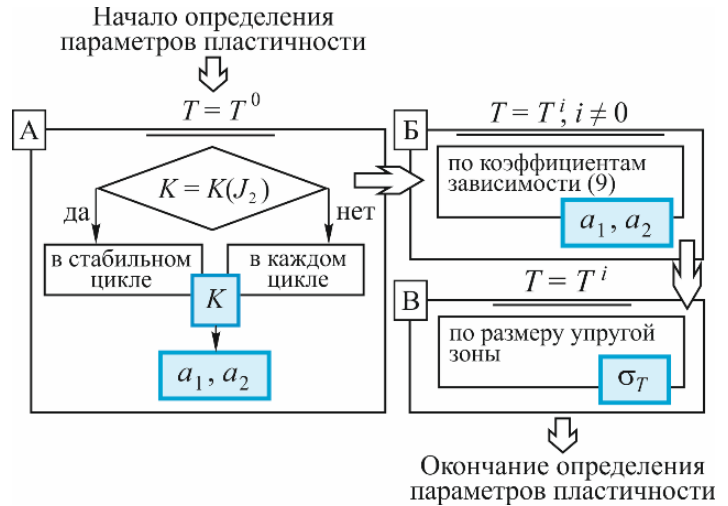 Начало определения
параметров пластичности
А
T = T⁰
K = K(J₂)
да
нет
в стабильном
цикле
в каждом
цикле
K
a₁, a₂
Б
T = Tⁱ, i ≠ 0
по коэффициентам
зависимости (9)
a₁, a₂
В
T = Tⁱ
по размеру упругой
зоны
σ_T
Окончание определения
параметров пластичности